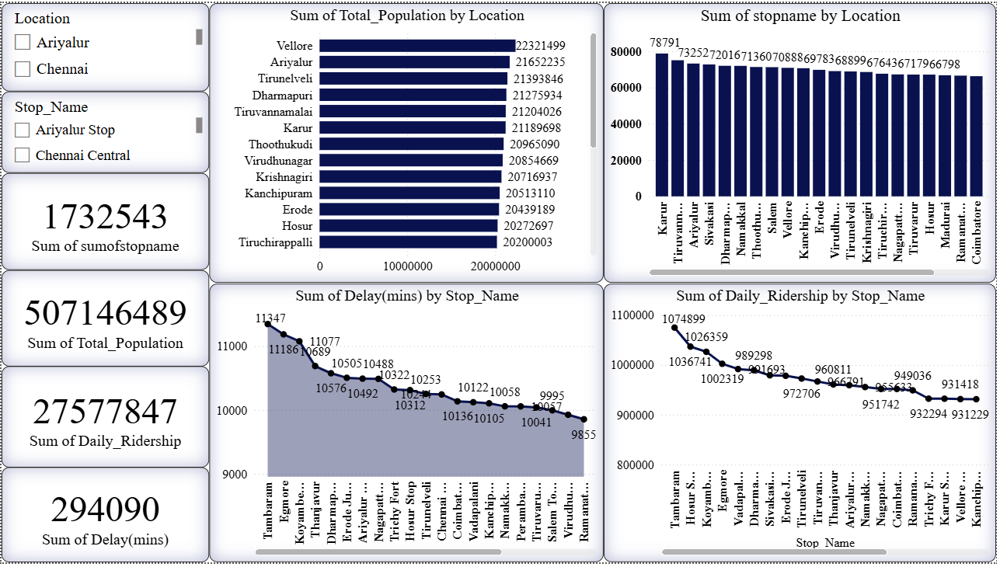 Location
Ariyalur
Chennai
Stop_Name
Ariyalur Stop
Chennai Central
1732543
Sum of sumofstopname
507146489
Sum of Total_Population
27577847
Sum of Daily_Ridership
294090
Sum of Delay(mins)
Sum of Total_Population by Location
Vellore 22321499
Ariyalur 21652235
Tirunelveli 21393846
Dharmapuri 21275934
Tiruvannamalai 21204026
Karur 21189698
Thoothukudi 20965090
Virudhunagar 20854669
Krishnagiri 20716937
Kanchipuram 20513110
Erode 20439189
Hosur 20272697
Tiruchirappalli 20200003
0 10000000 20000000
Sum of stopname by Location
78791 73252 72016 71360 70888 69783 68899 67643 67179 66798
80000
60000
40000
20000
0
Karur
Tiruvann...
Ariyalur
Sivakasi
Dharmap...
Namakkal
Thoothu...
Salem
Vellore
Kanchip...
Erode
Virudhu...
Tirunelveli
Krishnagiri
Tiruchir...
Nagapatt...
Tiruvarur
Hosur
Madurai
Ramanat...
Coimbatore
Sum of Delay(mins) by Stop_Name
11000
10000
9000
11347
11186
11077
10689
10576
10505
10492
10488
10322
10312
10253
10136
10122
10105
10058
10057
10041
9995
9855
Tambaram
Egmore
Koyambe...
Thanjavur
Dharmap...
Erode Ju...
Ariyalur ...
Nagapatt...
Trichy Fort
Hosur Stop
Tirunelveli
Chennai ...
Coimbat...
Vadapalani
Kanchip...
Namakk...
Peramba...
Tiruvaru...
Salem To...
Virudhu...
Ramanat...
Sum of Daily_Ridership by Stop_Name
1100000
1000000
900000
800000
1074899
1036741
1026359
1002319
989298
991693
972706
960811
966791
951742
955633
949036
932294
931418
931229
Tambaram
Hosur S...
Koyamb...
Egmore
Vadapal...
Dharma...
Sivakasi...
Erode J...
Tirunelveli
Tiruvan...
Thanjavur
Ariyalur...
Namakk...
Nagapat...
Coimbat...
Ramana...
Trichy F...
Karur S...
Vellore ...
Kanchip...
Stop_Name